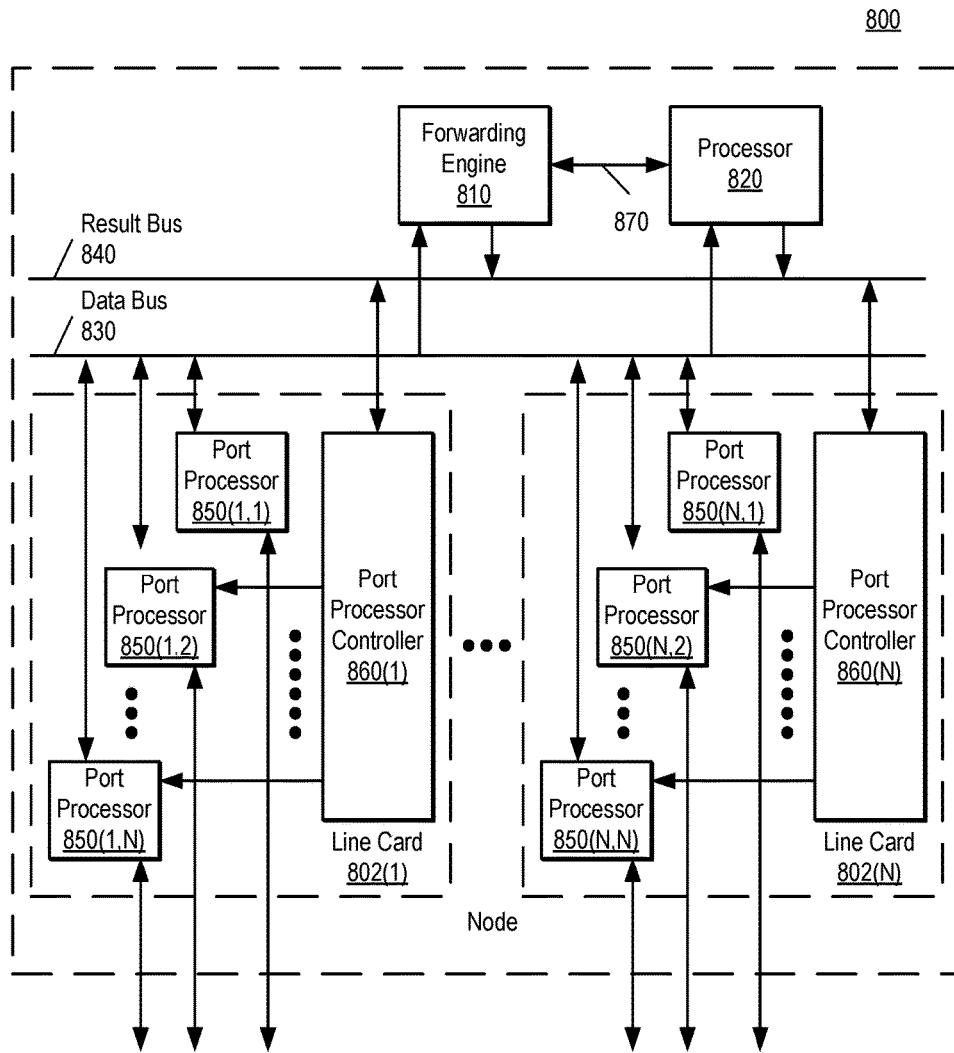 800
Forwarding
Engine
810
Processor
820
870
Result Bus
840
Data Bus
830
Port
Processor
850(1,1)
Port
Processor
850(N,1)
Port
Processor
850(1,2)
Port
Processor
Controller
860(1)
Port
Processor
850(N,2)
Port
Processor
Controller
860(N)
Port
Processor
850(1,N)
Port
Processor
850(N,N)
Line Card
802(1)
Line Card
802(N)
Node